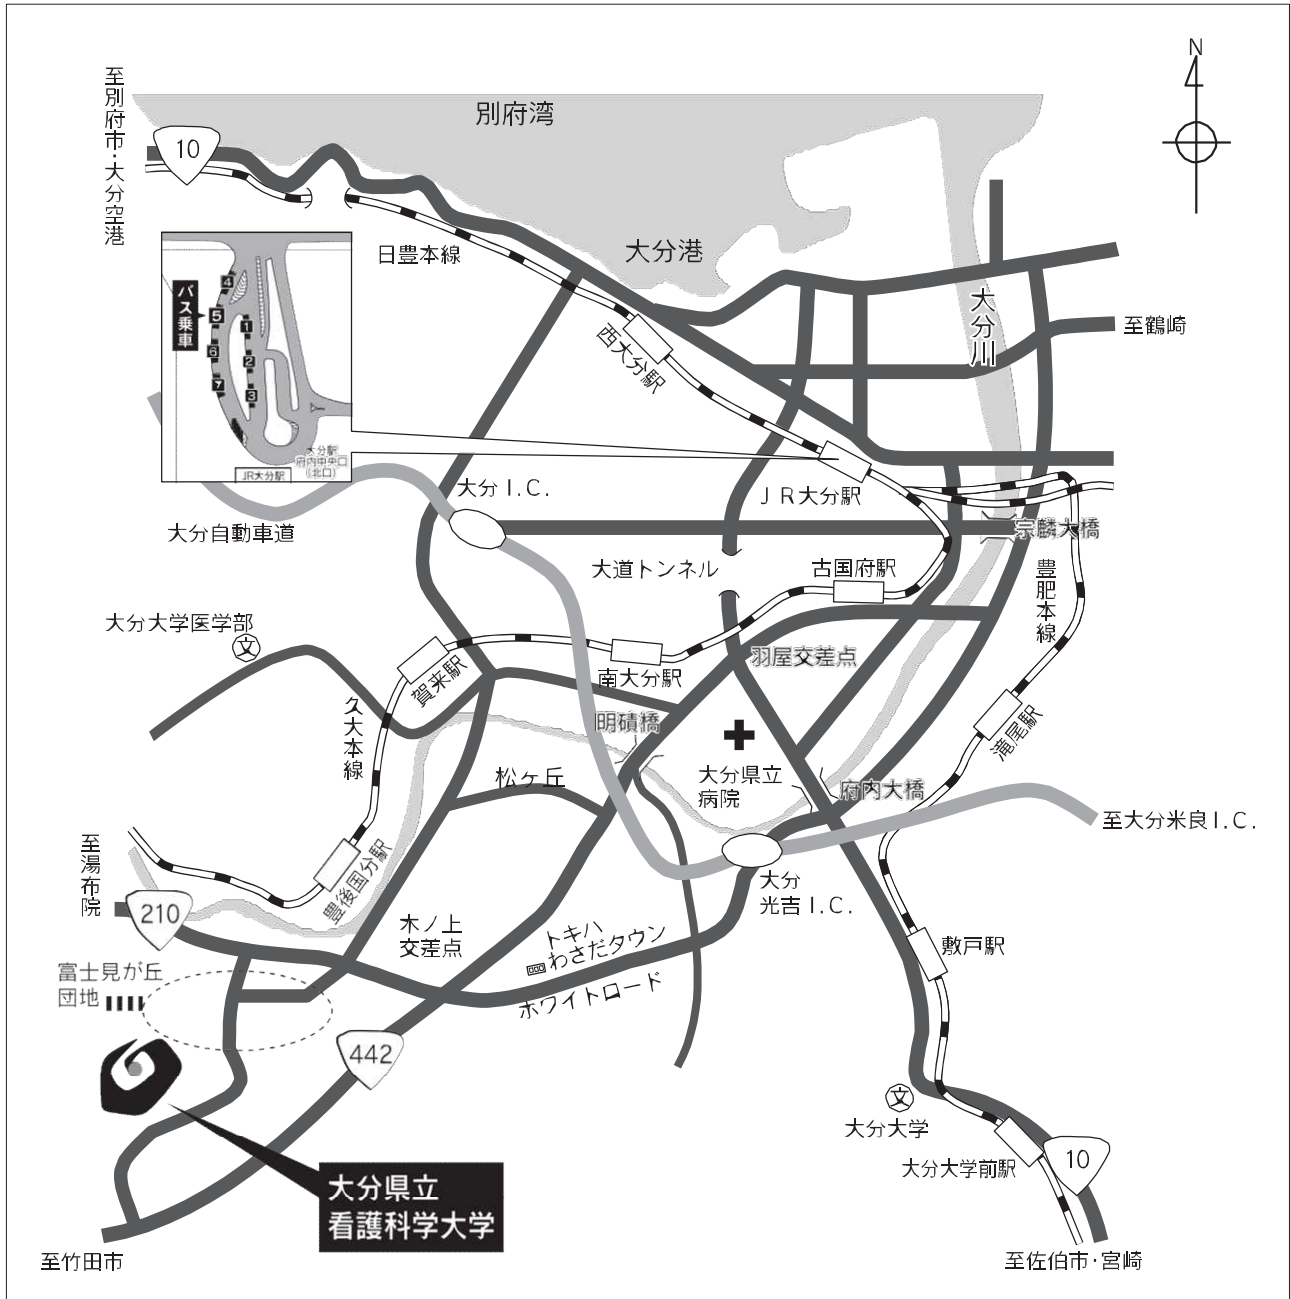 N
別府湾
至別府市・大分空港
10
日豊本線
大分港
大分川
至鶴崎
西大分駅
バス乗車
4
5
6
7
1
2
3
大分駅
府内中央口
(北口)
JR大分駅
大分I.C.
JR大分駅
大分自動車道
宗麟大橋
大道トンネル
古国府駅
豊肥本線
大分大学医学部
文
羽屋交差点
賀来駅
南大分駅
久大本線
明磧橋
滝尾駅
松ヶ丘
大分県立
病院
府内大橋
至大分米良I.C.
至湯布院
豊後国分駅
大分
光吉I.C.
210
木ノ上
交差点
トキハ
わさだタウン
敷戸駅
富士見が丘
団地
ホワイトロード
442
文
大分大学
大分大学前駅
10
大分県立
看護科学大学
至竹田市
至佐伯市・宮崎